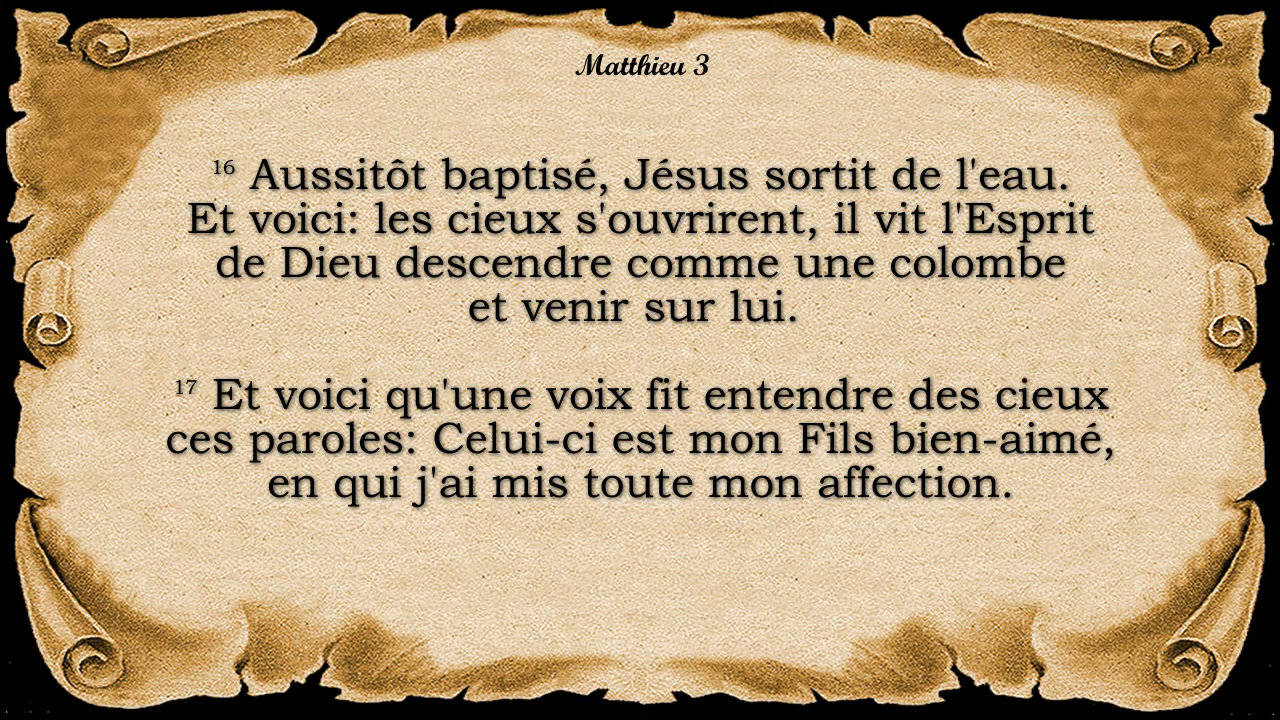 Matthieu 3
16 Aussitôt baptisé, Jésus sortit de l'eau.
Et voici: les cieux s'ouvrirent, il vit l'Esprit
de Dieu descendre comme une colombe
et venir sur lui.
17 Et voici qu'une voix fit entendre des cieux
ces paroles: Celui-ci est mon Fils bien-aimé,
en qui j'ai mis toute mon affection.